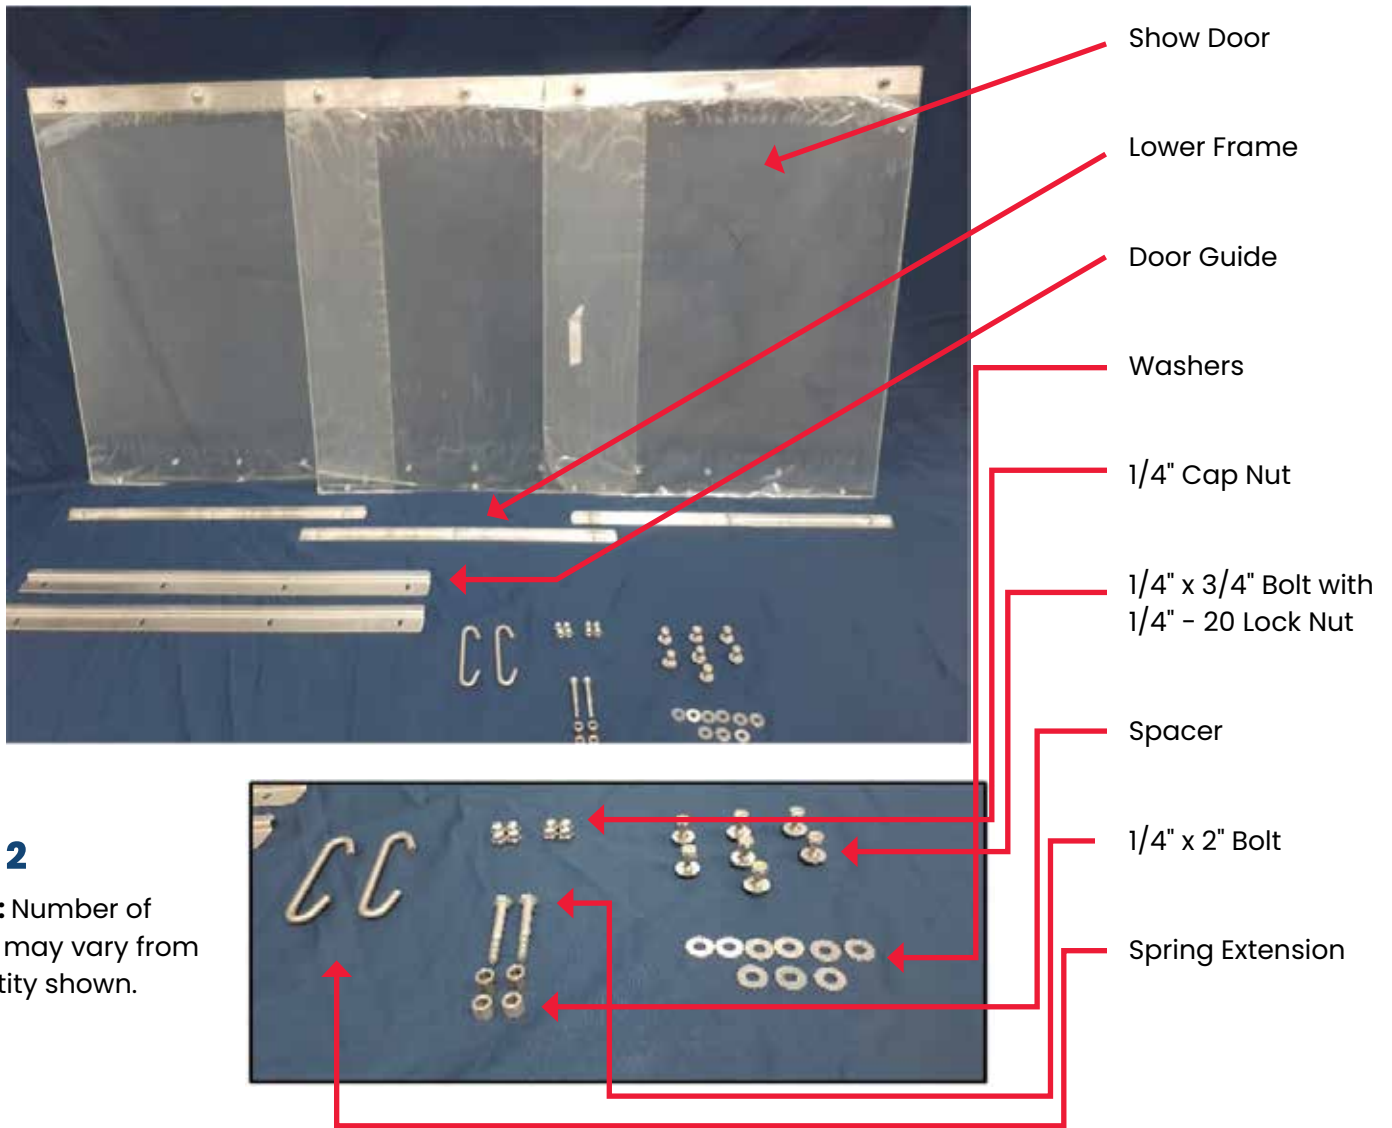 Show Door
Lower Frame
Door Guide
Washers
1/4" Cap Nut
1/4" x 3/4" Bolt with
1/4" - 20 Lock Nut
Spacer
1/4" x 2" Bolt
Spring Extension
2
: Number of
may vary from
tity shown.